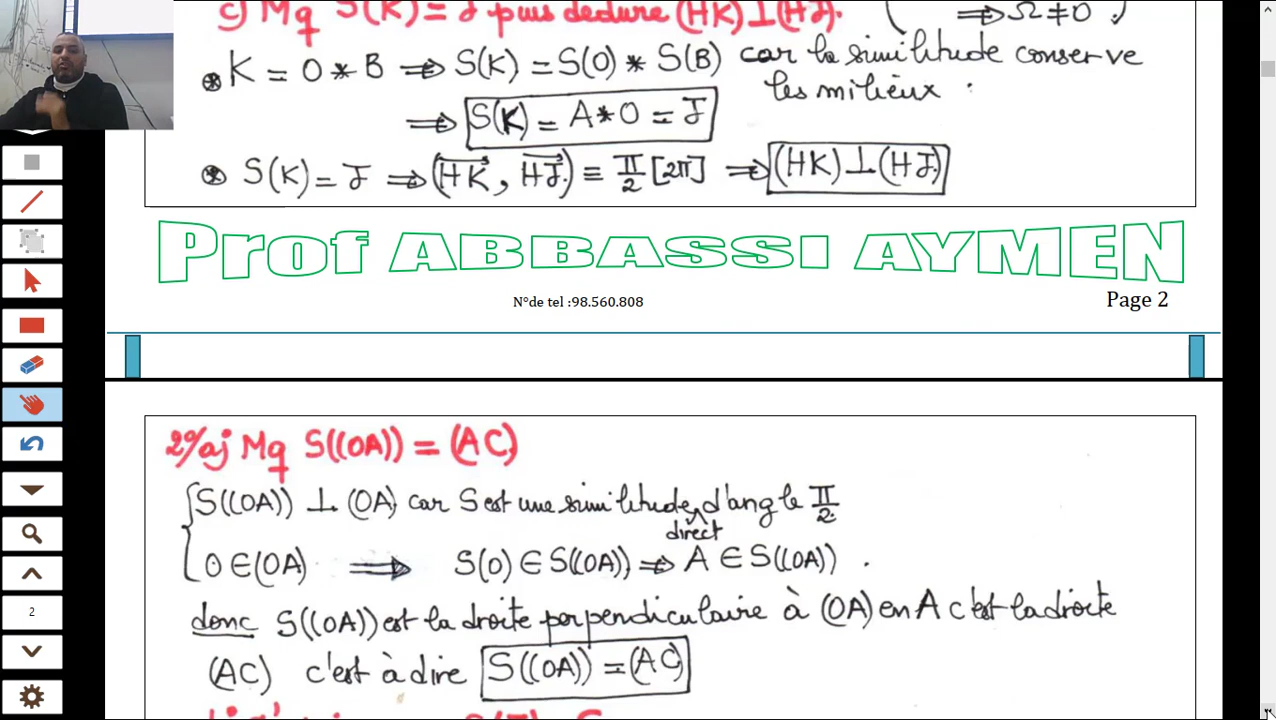 c) Mq S(K) = J puis dédure (HK) ⊥ (HJ).
⟹ Ω ≠ O.
* K = O * B ⟹ S(K) = S(O) * S(B) car la similitude conserve
les milieux.
⟹ S(K) = A * O = J
* S(K) = J ⟹ (HK, HJ) ≡ π/2 [2π] ⟹ (HK) ⊥ (HJ)
Prof ABBASSI AYMEN
N°de tel :98.560.808
Page 2
2°/a) Mq S((OA)) = (AC)
S((OA)) ⊥ (OA) car S est une similitude d'angle π/2
direct
O ∈ (OA) ⟹ S(O) ∈ S((OA)) ⟹ A ∈ S((OA)).
donc S((OA)) est la droite perpendiculaire à (OA) en A c'est la droite
(AC) c'est à dire S((OA)) = (AC)
2